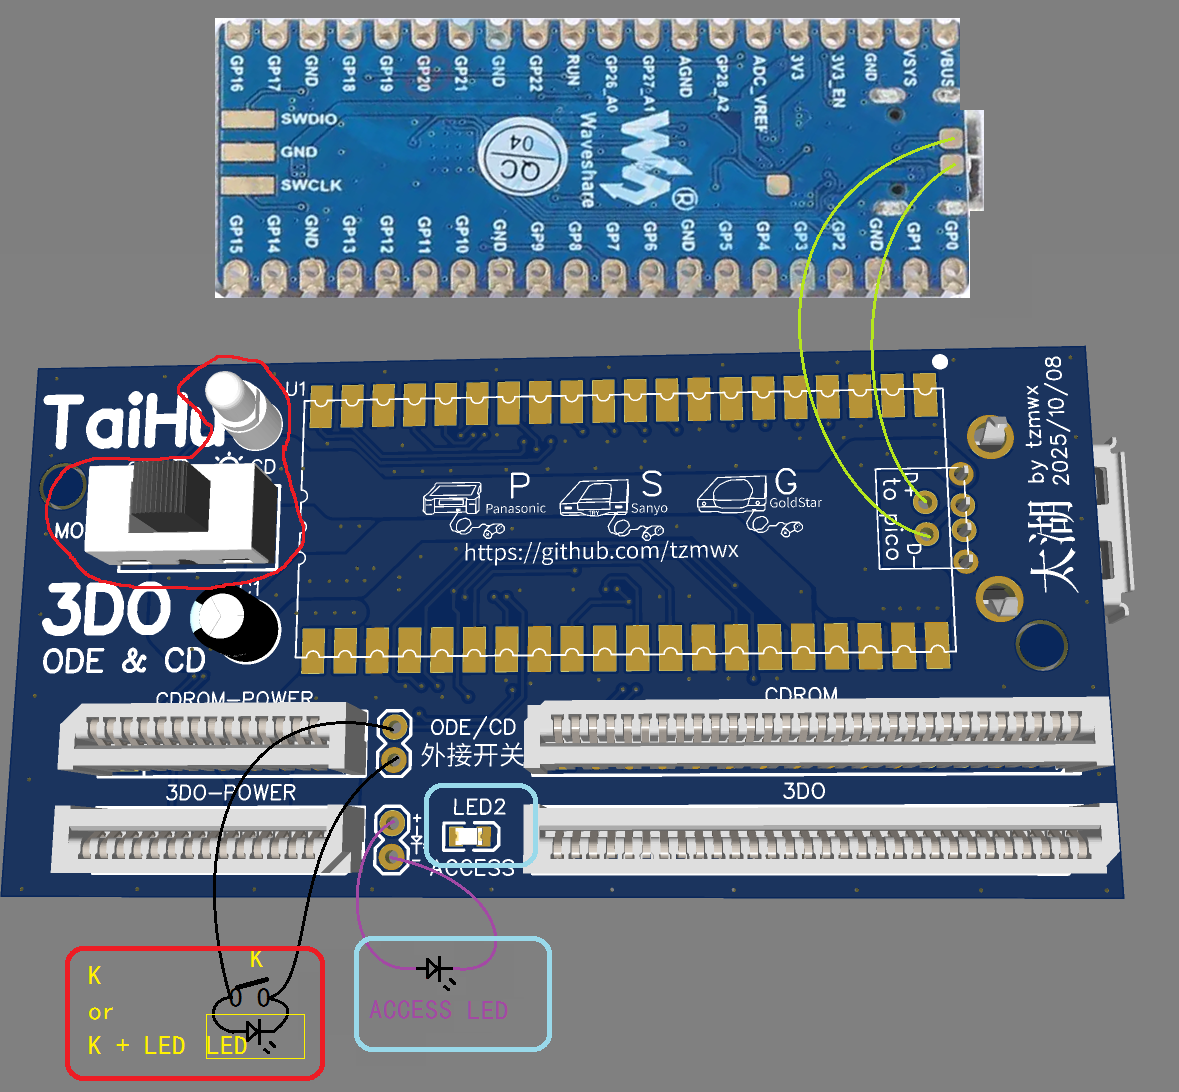 GP16 GP17 GND GP18 GP19 GP20 GP21 GND GP22 RUN GP26_A0 GP27_A1 AGND GP28_A2 ADC_VREF 3V3 3V3_EN GND VSYS VBUS
SWDIO
GND
SWCLK
QC
04
Waveshare
®
GP15 GP14 GND GP13 GP12 GP11 GP10 GND GP9 GP8 GP7 GP6 GND GP5 GP4 GP3 GP2 GND GP1 GP0
TaiHu
U1
CD
MO
P
Panasonic
S
Sanyo
TRY
G
GoldStar
https://github.com/tzmwx
D+
D-
to pico
太湖
by tzmwx
2025/10/08
3DO
C1
ODE & CD
CDROM-POWER
ODE/CD
外接开关
CDROM
3DO-POWER
3DO
+
-
LED2
ACCESS
K
K
or
K + LED
LED
ACCESS LED